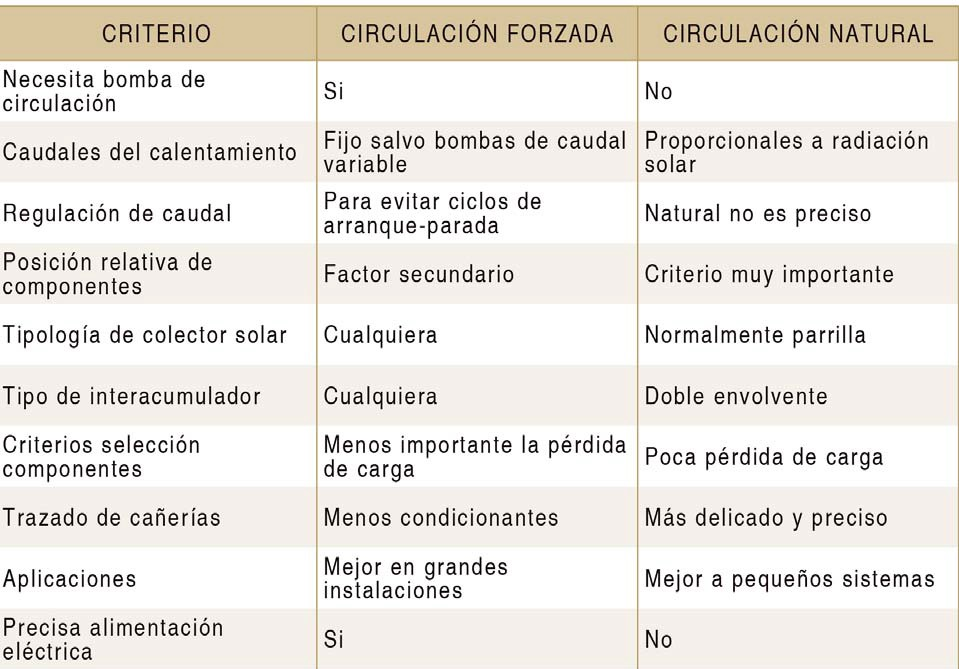 CRITERIO CIRCULACIÓN FORZADA CIRCULACIÓN NATURAL
Necesita bomba de
circulación
Si
No
Caudales del calentamiento
Fijo salvo bombas de caudal
variable
Proporcionales a radiación
solar
Regulación de caudal
Para evitar ciclos de
arranque-parada
Natural no es preciso
Posición relativa de
componentes
Factor secundario
Criterio muy importante
Tipología de colector solar
Cualquiera
Normalmente parrilla
Tipo de interacumulador
Cualquiera
Doble envolvente
Criterios selección
componentes
Menos importante la pérdida
de carga
Poca pérdida de carga
Trazado de cañerías
Menos condicionantes
Más delicado y preciso
Aplicaciones
Mejor en grandes
instalaciones
Mejor a pequeños sistemas
Precisa alimentación
eléctrica
Si
No